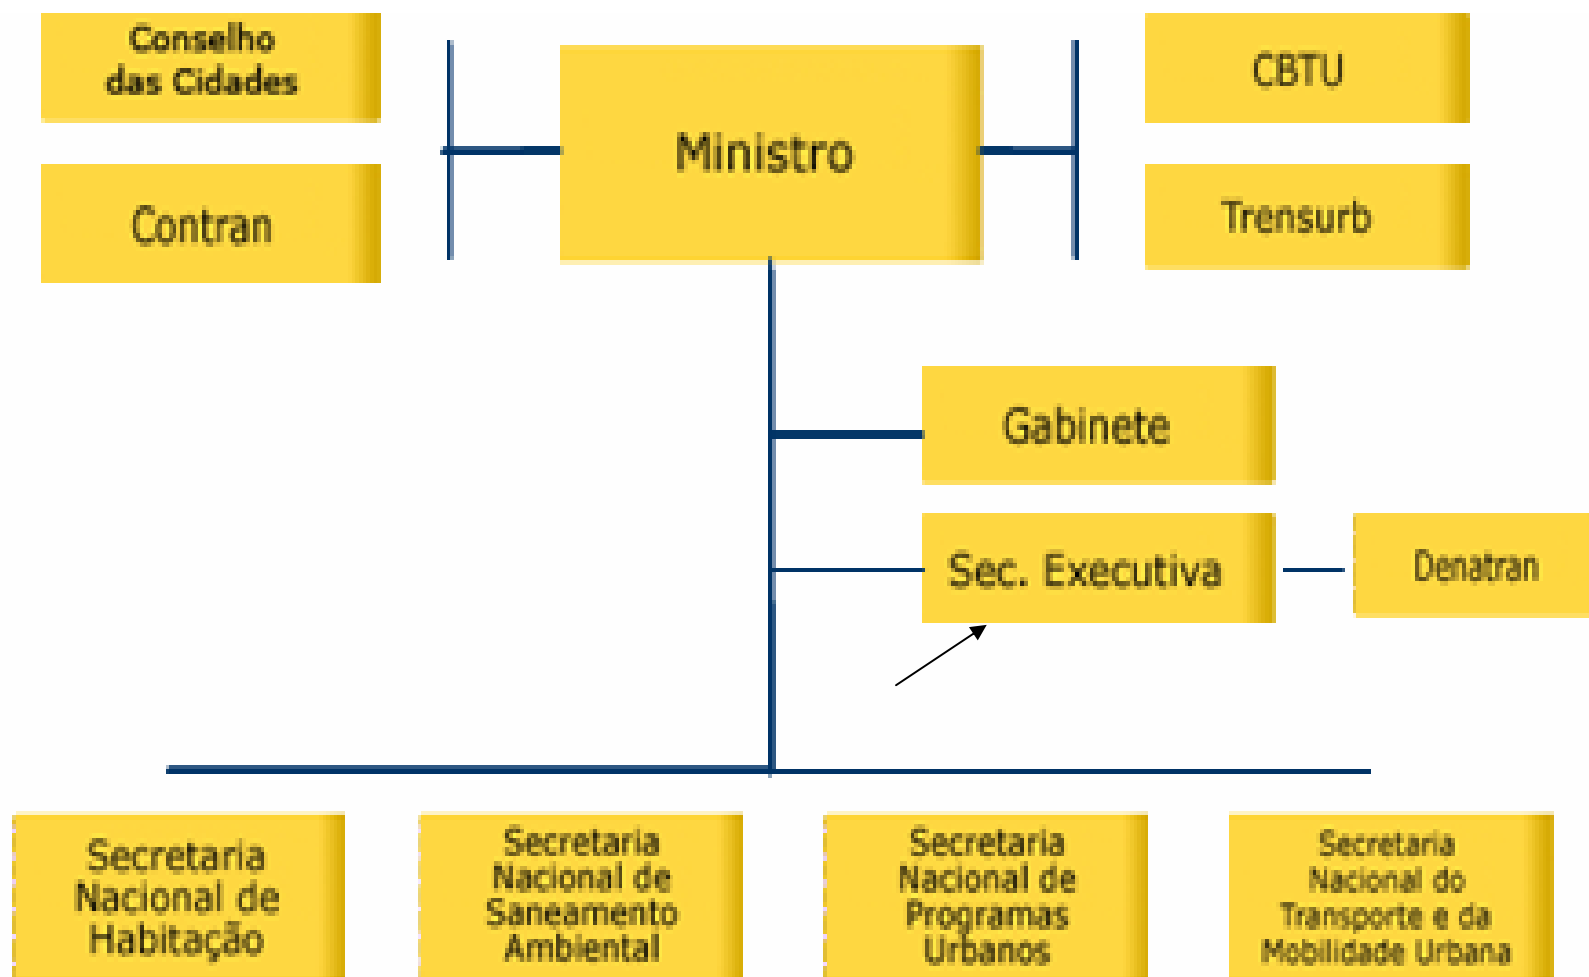 Conselho
das Cidades
Contran
Ministro
CBTU
Trensurb
Gabinete
Sec. Executiva
Denatran
Secretaria
Nacional de
Habitação
Secretaria
Nacional de
Saneamento
Ambiental
Secretaria
Nacional de
Programas
Urbanos
Secretaria
Nacional do
Transporte e da
Mobilidade Urbana